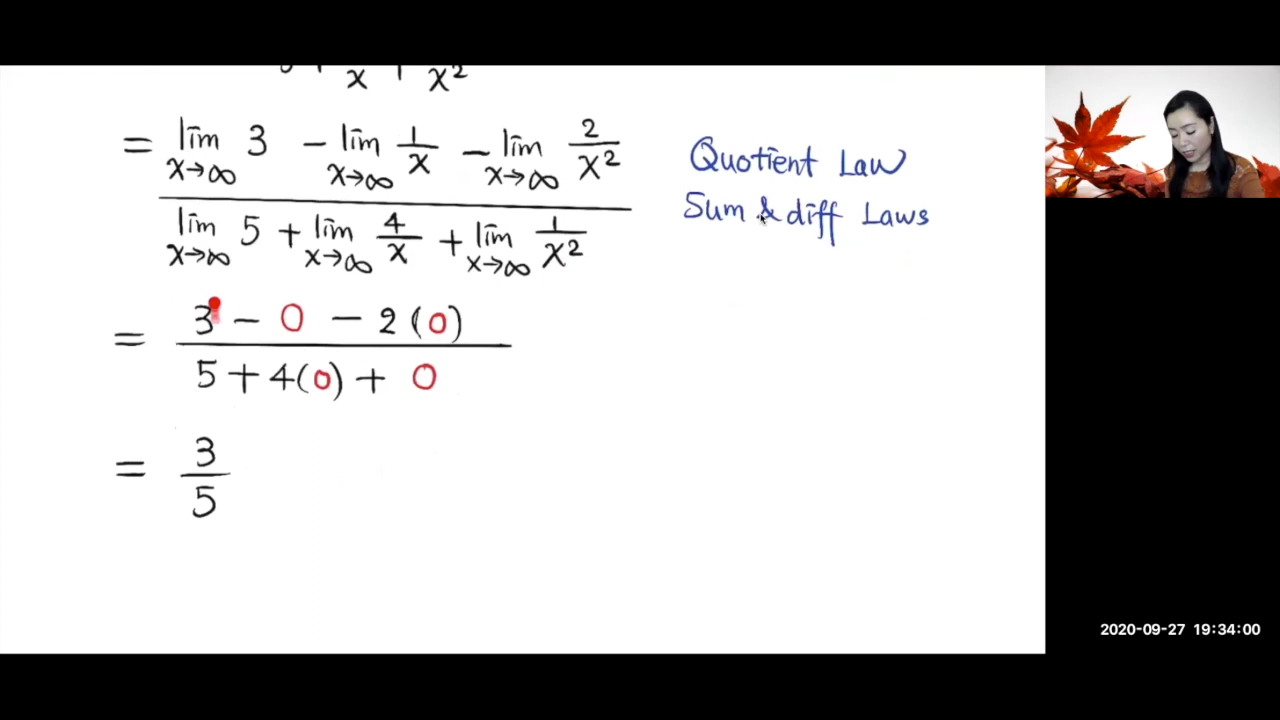 x + x²
= lim x→∞ 3 - lim x→∞ 1/x - lim x→∞ 2/x²
lim x→∞ 5 + lim x→∞ 4/x + lim x→∞ 1/x²
Quotient Law
Sum & diff Laws
= 3 - 0 - 2(0)
5 + 4(0) + 0
= 3
5
2020-09-27 19:34:00